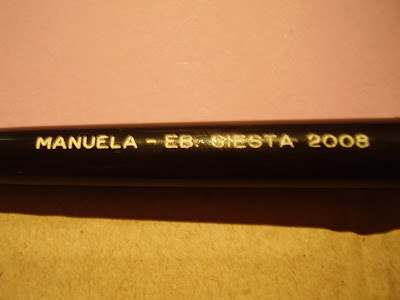 MANUELA - EB. GIESTA 2008